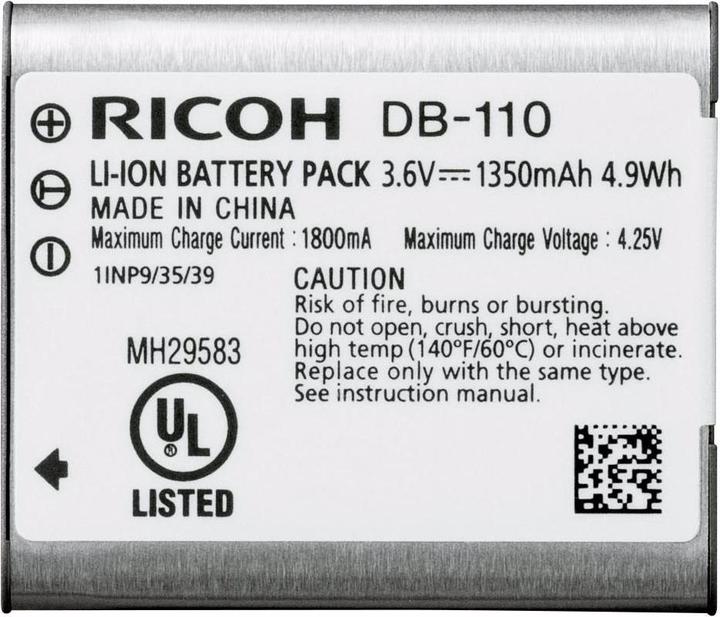 RICOH DB-110
LI-ION BATTERY PACK 3.6V⎓1350mAh 4.9Wh
MADE IN CHINA
Maximum Charge Current : 1800mA Maximum Charge Voltage : 4.25V
1INP9/35/39
CAUTION
Risk of fire, burns or bursting.
Do not open, crush, short, heat above
high temp (140°F/60°C) or incinerate.
Replace only with the same type.
See instruction manual.
MH29583
UL
®
LISTED